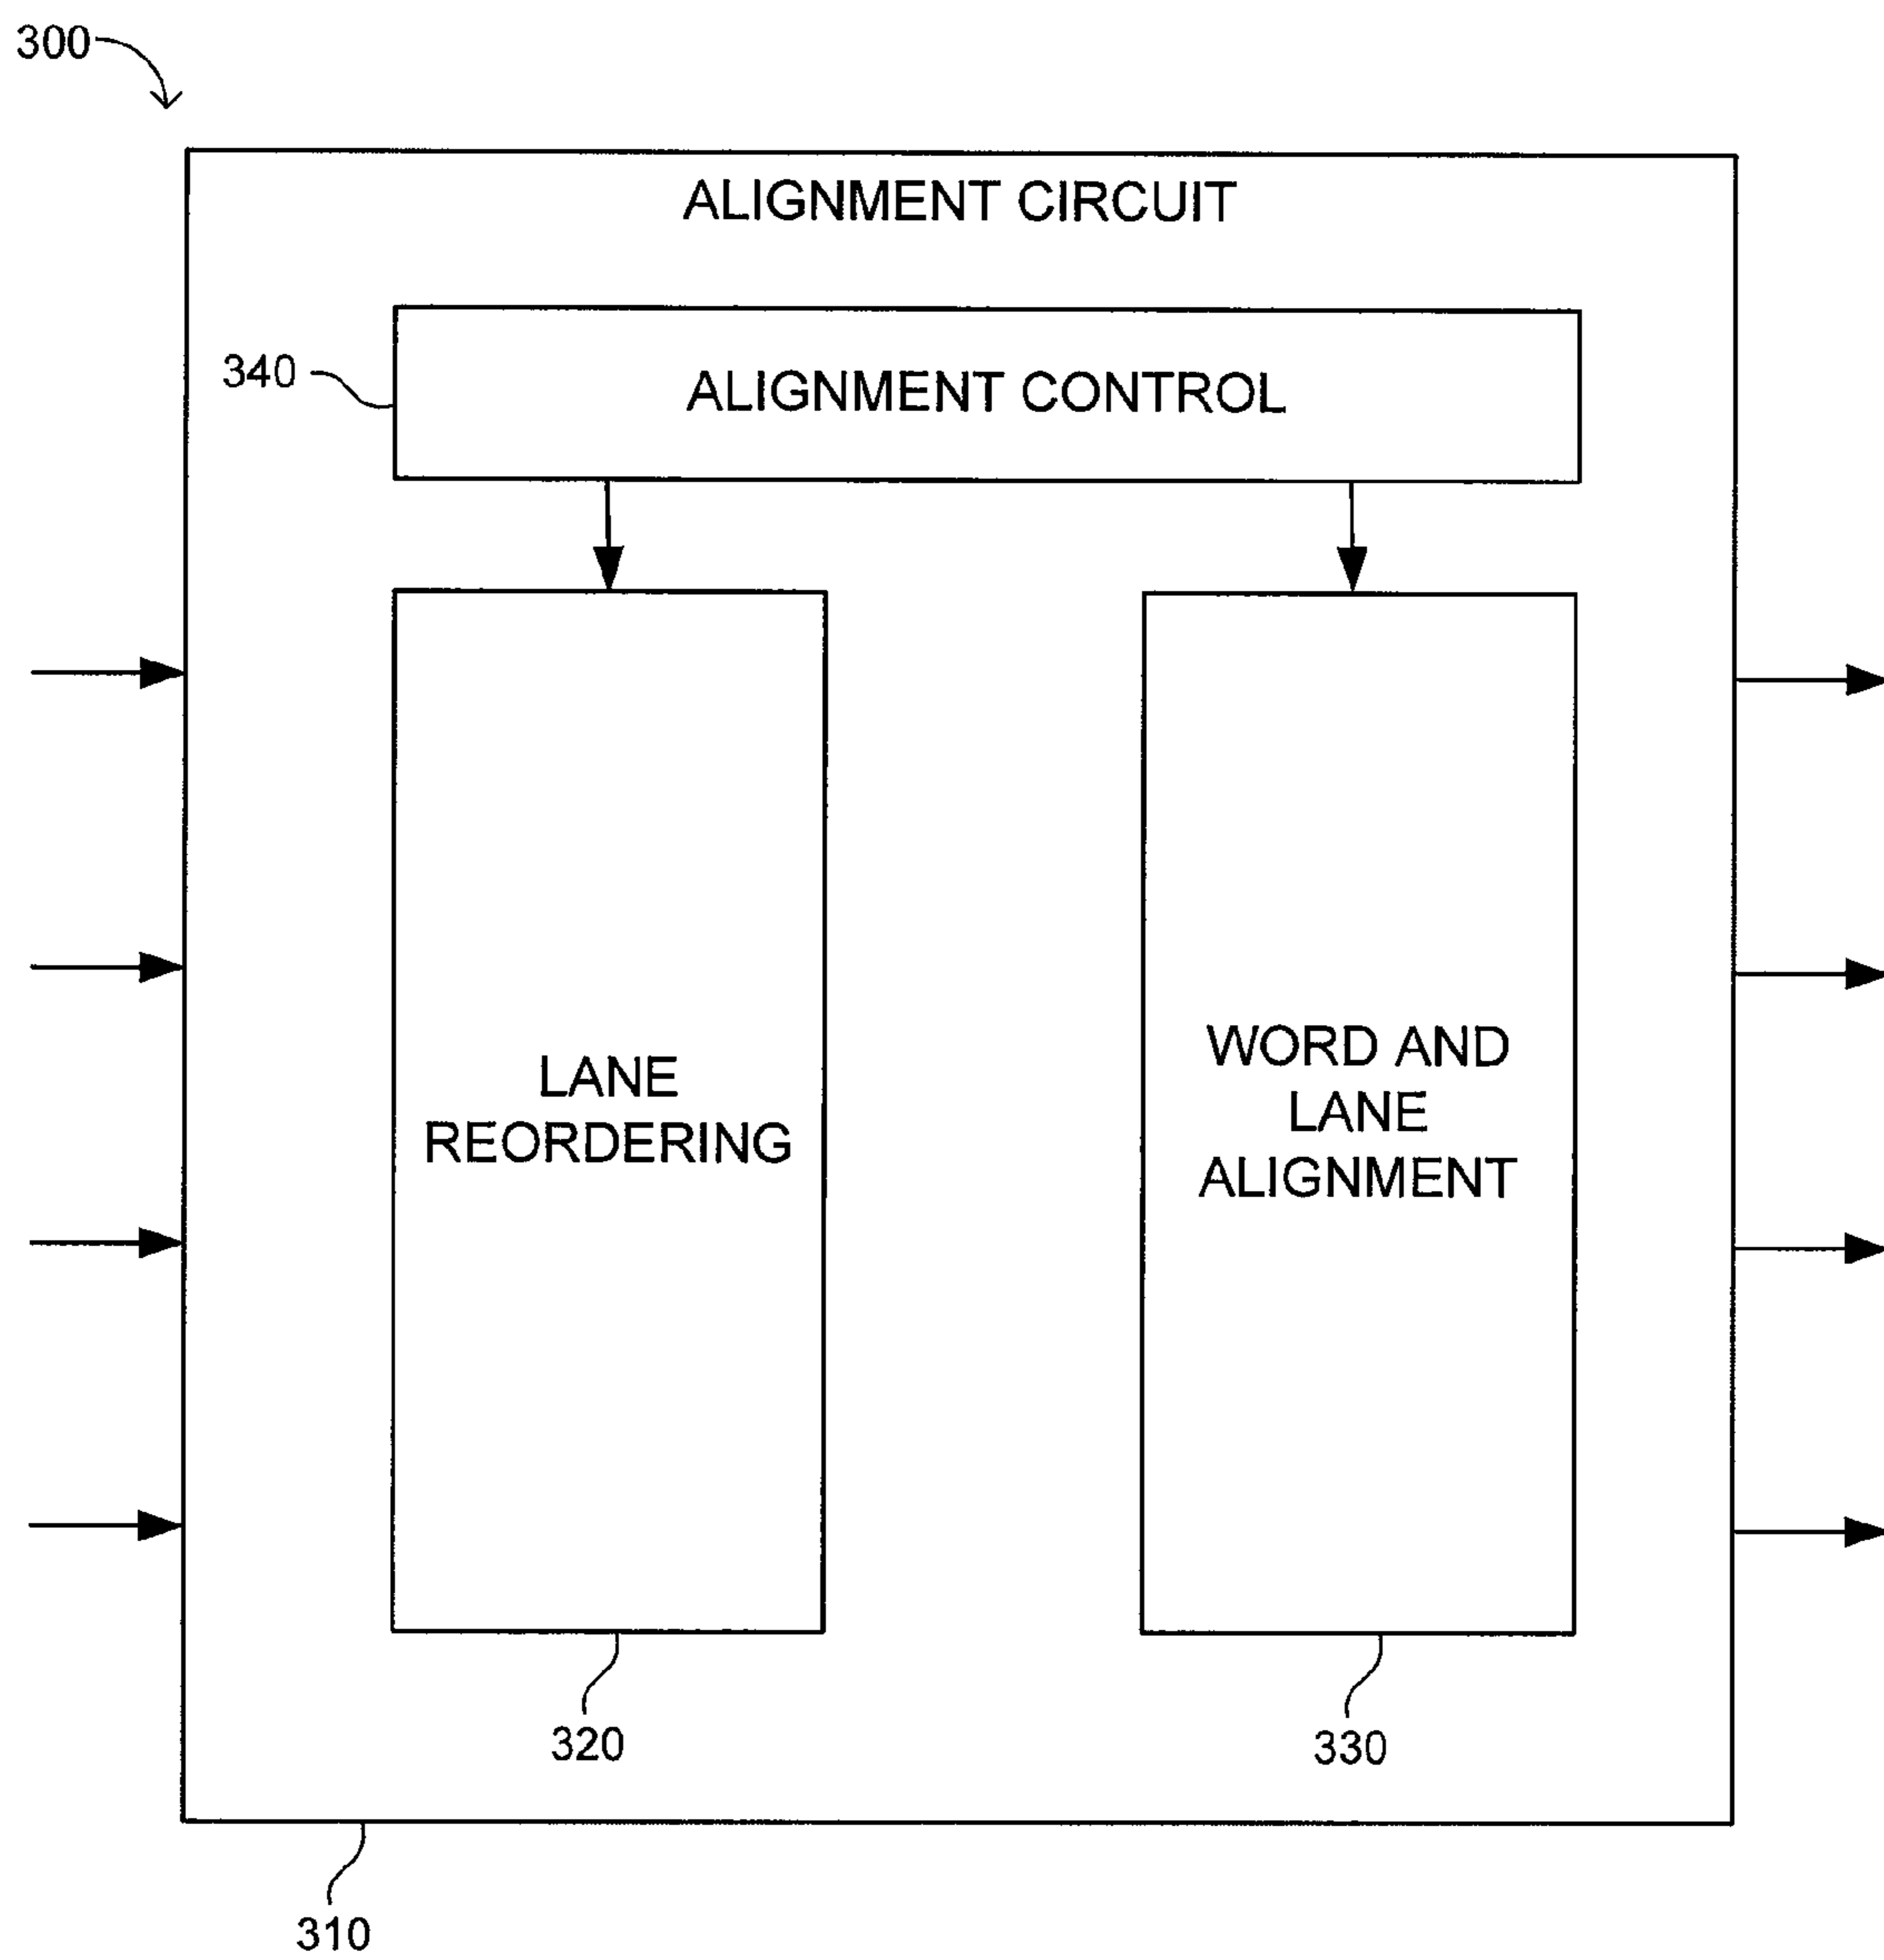 300
ALIGNMENT CIRCUIT
340
ALIGNMENT CONTROL
LANE
REORDERING
WORD AND
LANE
ALIGNMENT
320
330
310